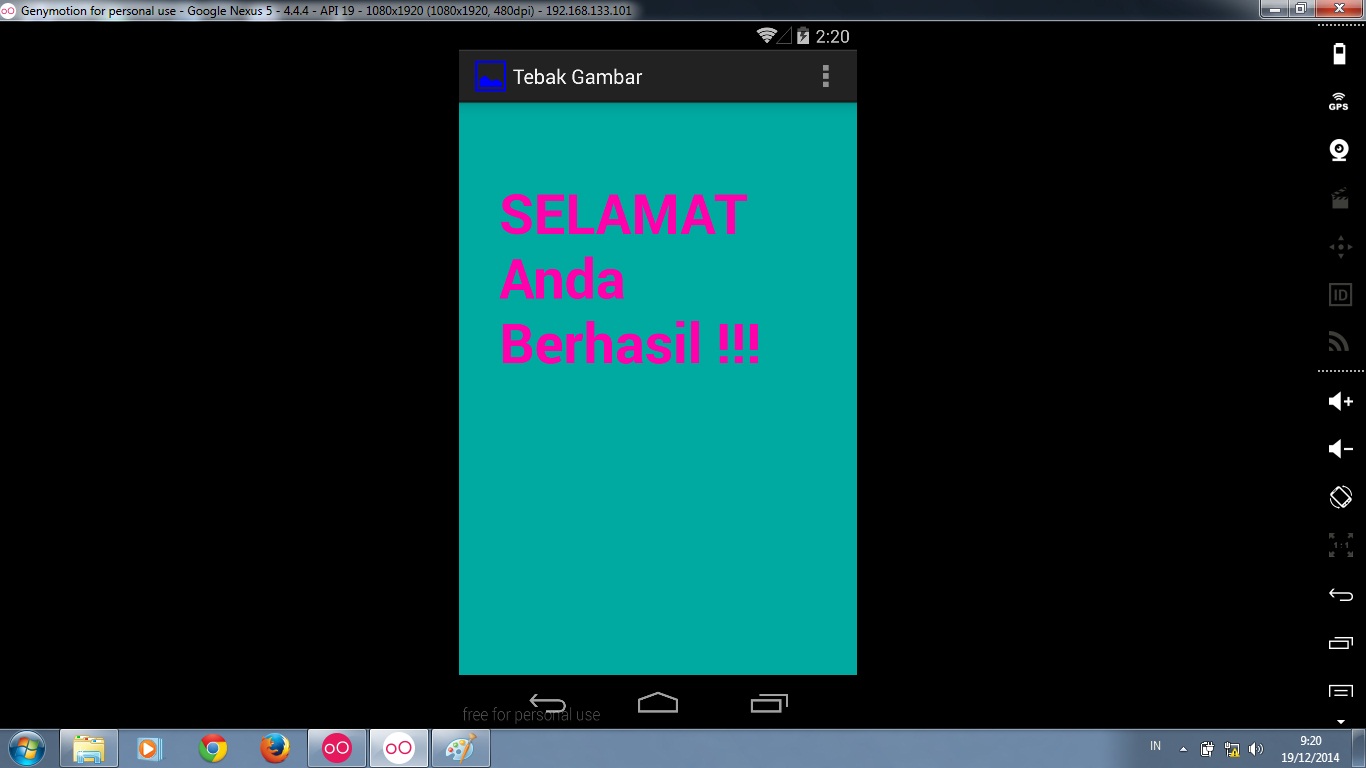 Genymotion for personal use - Google Nexus 5 - 4.4.4 - API 19 - 1080x1920 (1080x1920, 480dpi) - 192.168.133.101
2:20
Tebak Gambar
GPS
SELAMAT
Anda
Berhasil !!!
ID
1:1
free for personal use
IN
9:20
19/12/2014